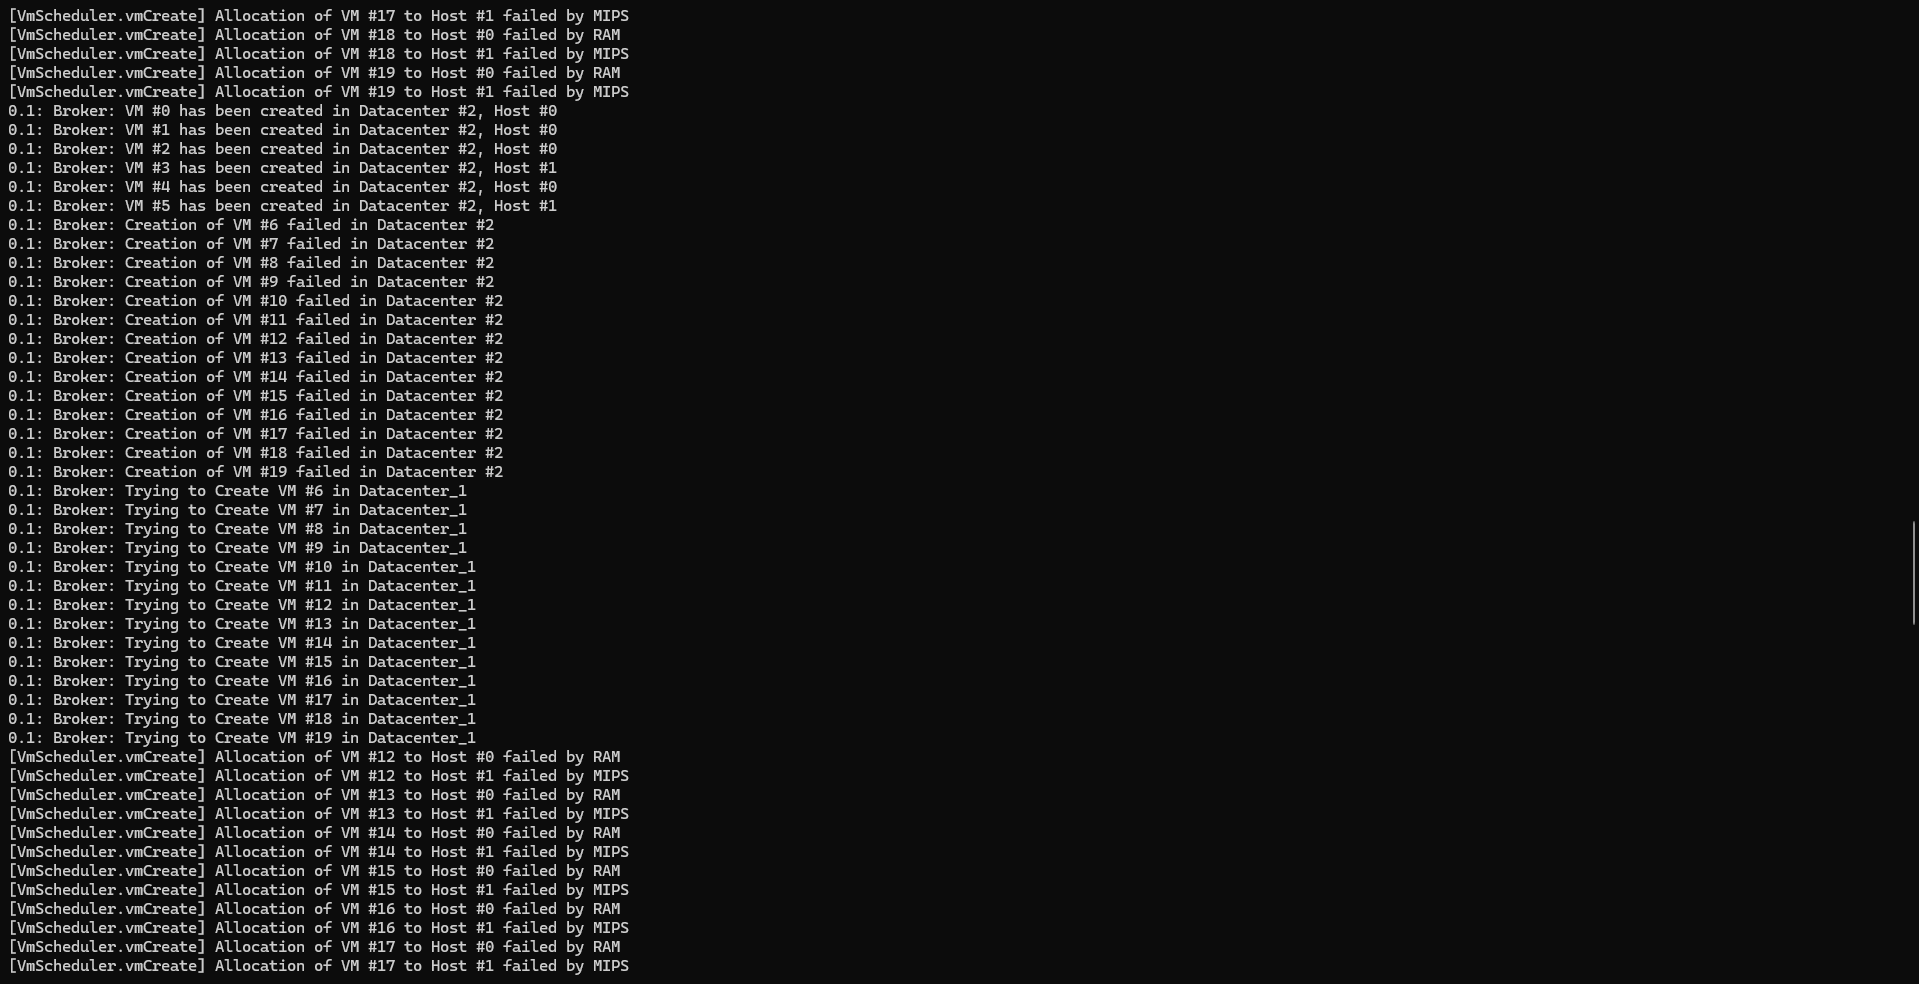 [VmScheduler.vmCreate] Allocation of VM #17 to Host #1 failed by MIPS
[VmScheduler.vmCreate] Allocation of VM #18 to Host #0 failed by RAM
[VmScheduler.vmCreate] Allocation of VM #18 to Host #1 failed by MIPS
[VmScheduler.vmCreate] Allocation of VM #19 to Host #0 failed by RAM
[VmScheduler.vmCreate] Allocation of VM #19 to Host #1 failed by MIPS
0.1: Broker: VM #0 has been created in Datacenter #2, Host #0
0.1: Broker: VM #1 has been created in Datacenter #2, Host #0
0.1: Broker: VM #2 has been created in Datacenter #2, Host #0
0.1: Broker: VM #3 has been created in Datacenter #2, Host #1
0.1: Broker: VM #4 has been created in Datacenter #2, Host #0
0.1: Broker: VM #5 has been created in Datacenter #2, Host #1
0.1: Broker: Creation of VM #6 failed in Datacenter #2
0.1: Broker: Creation of VM #7 failed in Datacenter #2
0.1: Broker: Creation of VM #8 failed in Datacenter #2
0.1: Broker: Creation of VM #9 failed in Datacenter #2
0.1: Broker: Creation of VM #10 failed in Datacenter #2
0.1: Broker: Creation of VM #11 failed in Datacenter #2
0.1: Broker: Creation of VM #12 failed in Datacenter #2
0.1: Broker: Creation of VM #13 failed in Datacenter #2
0.1: Broker: Creation of VM #14 failed in Datacenter #2
0.1: Broker: Creation of VM #15 failed in Datacenter #2
0.1: Broker: Creation of VM #16 failed in Datacenter #2
0.1: Broker: Creation of VM #17 failed in Datacenter #2
0.1: Broker: Creation of VM #18 failed in Datacenter #2
0.1: Broker: Creation of VM #19 failed in Datacenter #2
0.1: Broker: Trying to Create VM #6 in Datacenter_1
0.1: Broker: Trying to Create VM #7 in Datacenter_1
0.1: Broker: Trying to Create VM #8 in Datacenter_1
0.1: Broker: Trying to Create VM #9 in Datacenter_1
0.1: Broker: Trying to Create VM #10 in Datacenter_1
0.1: Broker: Trying to Create VM #11 in Datacenter_1
0.1: Broker: Trying to Create VM #12 in Datacenter_1
0.1: Broker: Trying to Create VM #13 in Datacenter_1
0.1: Broker: Trying to Create VM #14 in Datacenter_1
0.1: Broker: Trying to Create VM #15 in Datacenter_1
0.1: Broker: Trying to Create VM #16 in Datacenter_1
0.1: Broker: Trying to Create VM #17 in Datacenter_1
0.1: Broker: Trying to Create VM #18 in Datacenter_1
0.1: Broker: Trying to Create VM #19 in Datacenter_1
[VmScheduler.vmCreate] Allocation of VM #12 to Host #0 failed by RAM
[VmScheduler.vmCreate] Allocation of VM #12 to Host #1 failed by MIPS
[VmScheduler.vmCreate] Allocation of VM #13 to Host #0 failed by RAM
[VmScheduler.vmCreate] Allocation of VM #13 to Host #1 failed by MIPS
[VmScheduler.vmCreate] Allocation of VM #14 to Host #0 failed by RAM
[VmScheduler.vmCreate] Allocation of VM #14 to Host #1 failed by MIPS
[VmScheduler.vmCreate] Allocation of VM #15 to Host #0 failed by RAM
[VmScheduler.vmCreate] Allocation of VM #15 to Host #1 failed by MIPS
[VmScheduler.vmCreate] Allocation of VM #16 to Host #0 failed by RAM
[VmScheduler.vmCreate] Allocation of VM #16 to Host #1 failed by MIPS
[VmScheduler.vmCreate] Allocation of VM #17 to Host #0 failed by RAM
[VmScheduler.vmCreate] Allocation of VM #17 to Host #1 failed by MIPS